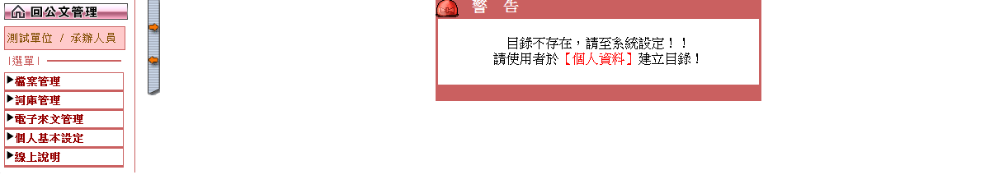 回公文管理
測試單位 / 承辦人員
|選單|
檔案管理
詞庫管理
電子來文管理
個人基本設定
線上說明
警 告
目錄不存在，請至系統設定！！
請使用者於【個人資料】建立目錄！